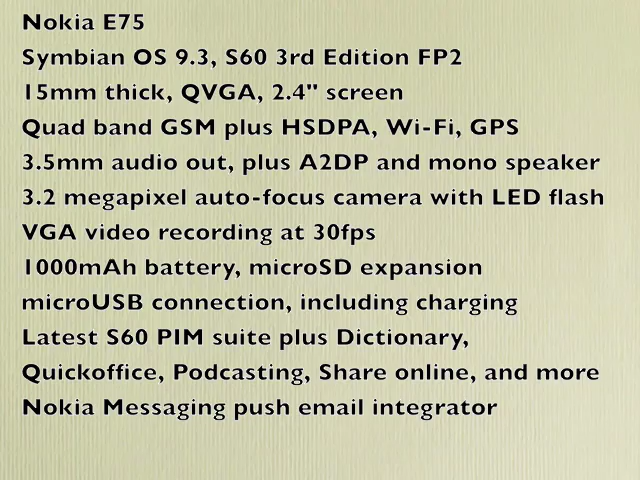 Nokia E75
Symbian OS 9.3, S60 3rd Edition FP2
15mm thick, QVGA, 2.4" screen
Quad band GSM plus HSDPA, Wi-Fi, GPS
3.5mm audio out, plus A2DP and mono speaker
3.2 megapixel auto-focus camera with LED flash
VGA video recording at 30fps
1000mAh battery, microSD expansion
microUSB connection, including charging
Latest S60 PIM suite plus Dictionary,
Quickoffice, Podcasting, Share online, and more
Nokia Messaging push email integrator